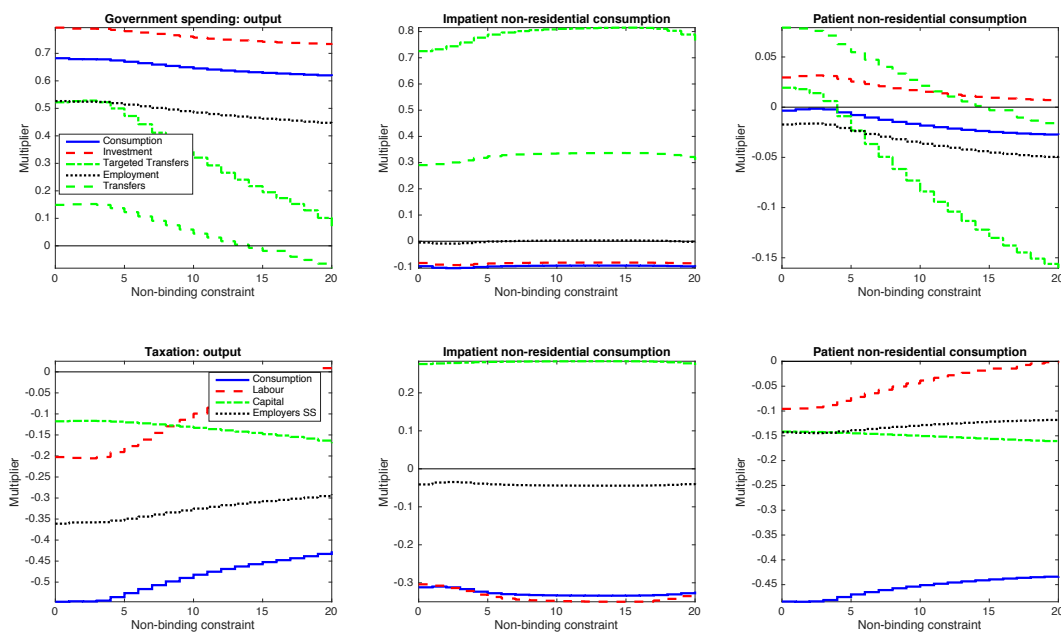 Government spending: output
0.7
0.6
0.5
0.4
0.3
0.2
0.1
0
Multiplier
Consumption
Investment
Targeted Transfers
Employment
Transfers
0 5 10 15 20
Non-binding constraint
Impatient non-residential consumption
0.8
0.7
0.6
0.5
0.4
0.3
0.2
0.1
0
-0.1
Multiplier
0 5 10 15 20
Non-binding constraint
Patient non-residential consumption
0.05
0
-0.05
-0.1
-0.15
Multiplier
0 5 10 15 20
Non-binding constraint
Taxation: output
0
-0.05
-0.1
-0.15
-0.2
-0.25
-0.3
-0.35
-0.4
-0.45
-0.5
Multiplier
Consumption
Labour
Capital
Employers SS
0 5 10 15 20
Non-binding constraint
Impatient non-residential consumption
0.2
0
-0.1
0.2
-0.3
Multiplier
0 5 10 15 20
Non-binding constraint
Patient non-residential consumption
0
-0.05
-0.1
-0.15
-0.2
-0.25
-0.3
-0.35
-0.4
-0.45
Multiplier
0 5 10 15 20
Non-binding constraint